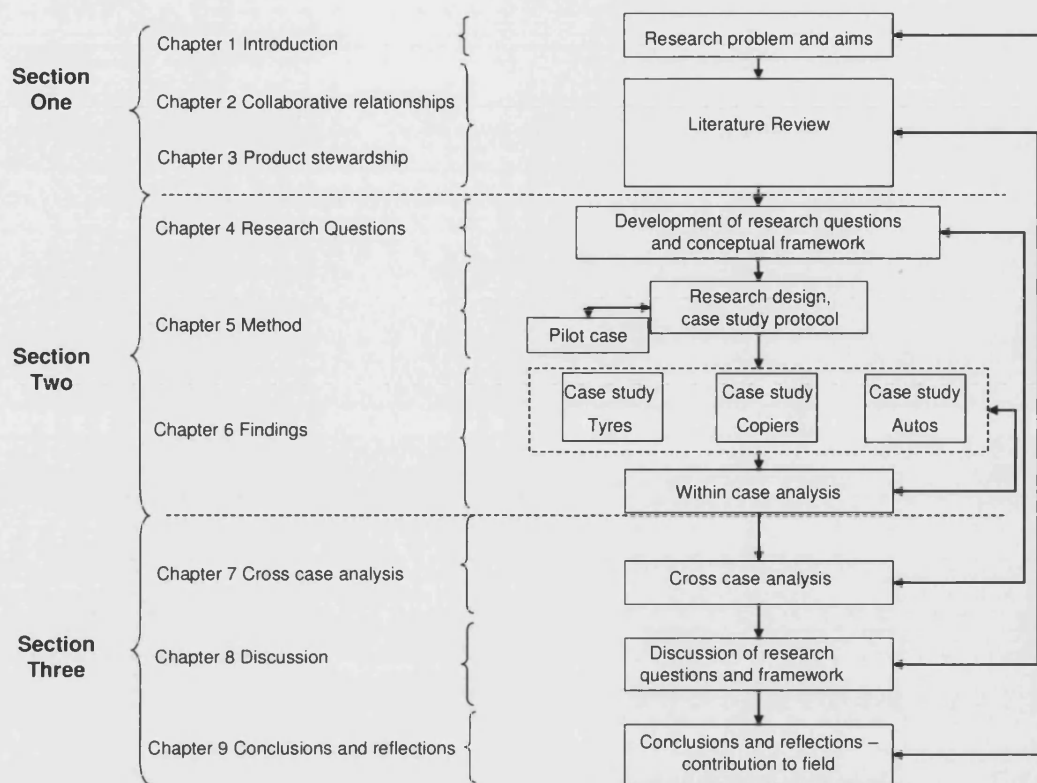 Section
One
Chapter 1 Introduction
Chapter 2 Collaborative relationships
Chapter 3 Product stewardship
Research problem and aims
Literature Review
Section
Two
Chapter 4 Research Questions
Chapter 5 Method
Chapter 6 Findings
Development of research questions
and conceptual framework
Research design,
case study protocol
Pilot case
Case study
Tyres
Case study
Copiers
Case study
Autos
Within case analysis
Section
Three
Chapter 7 Cross case analysis
Chapter 8 Discussion
Chapter 9 Conclusions and reflections
Cross case analysis
Discussion of research
questions and framework
Conclusions and reflections –
contribution to field